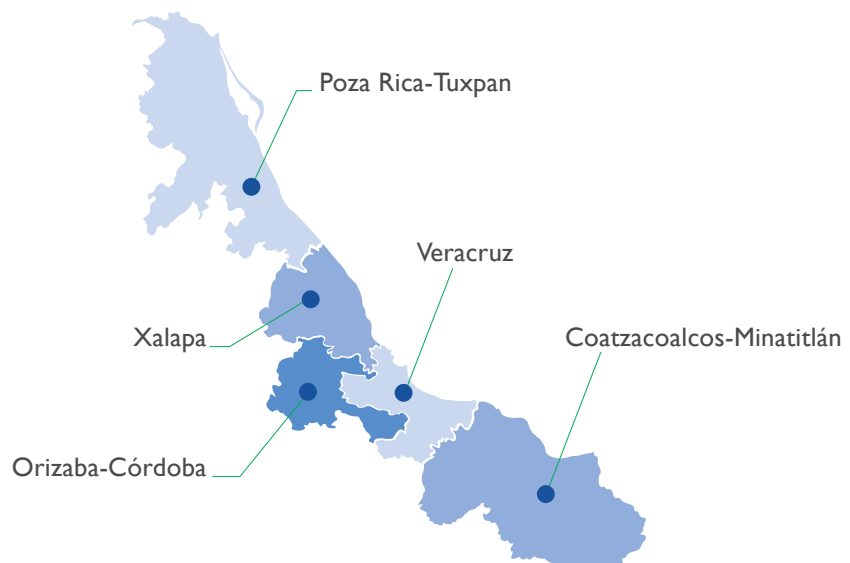 Poza Rica-Tuxpan
Veracruz
Xalapa
Coatzacoalcos-Minatitlán
Orizaba-Córdoba